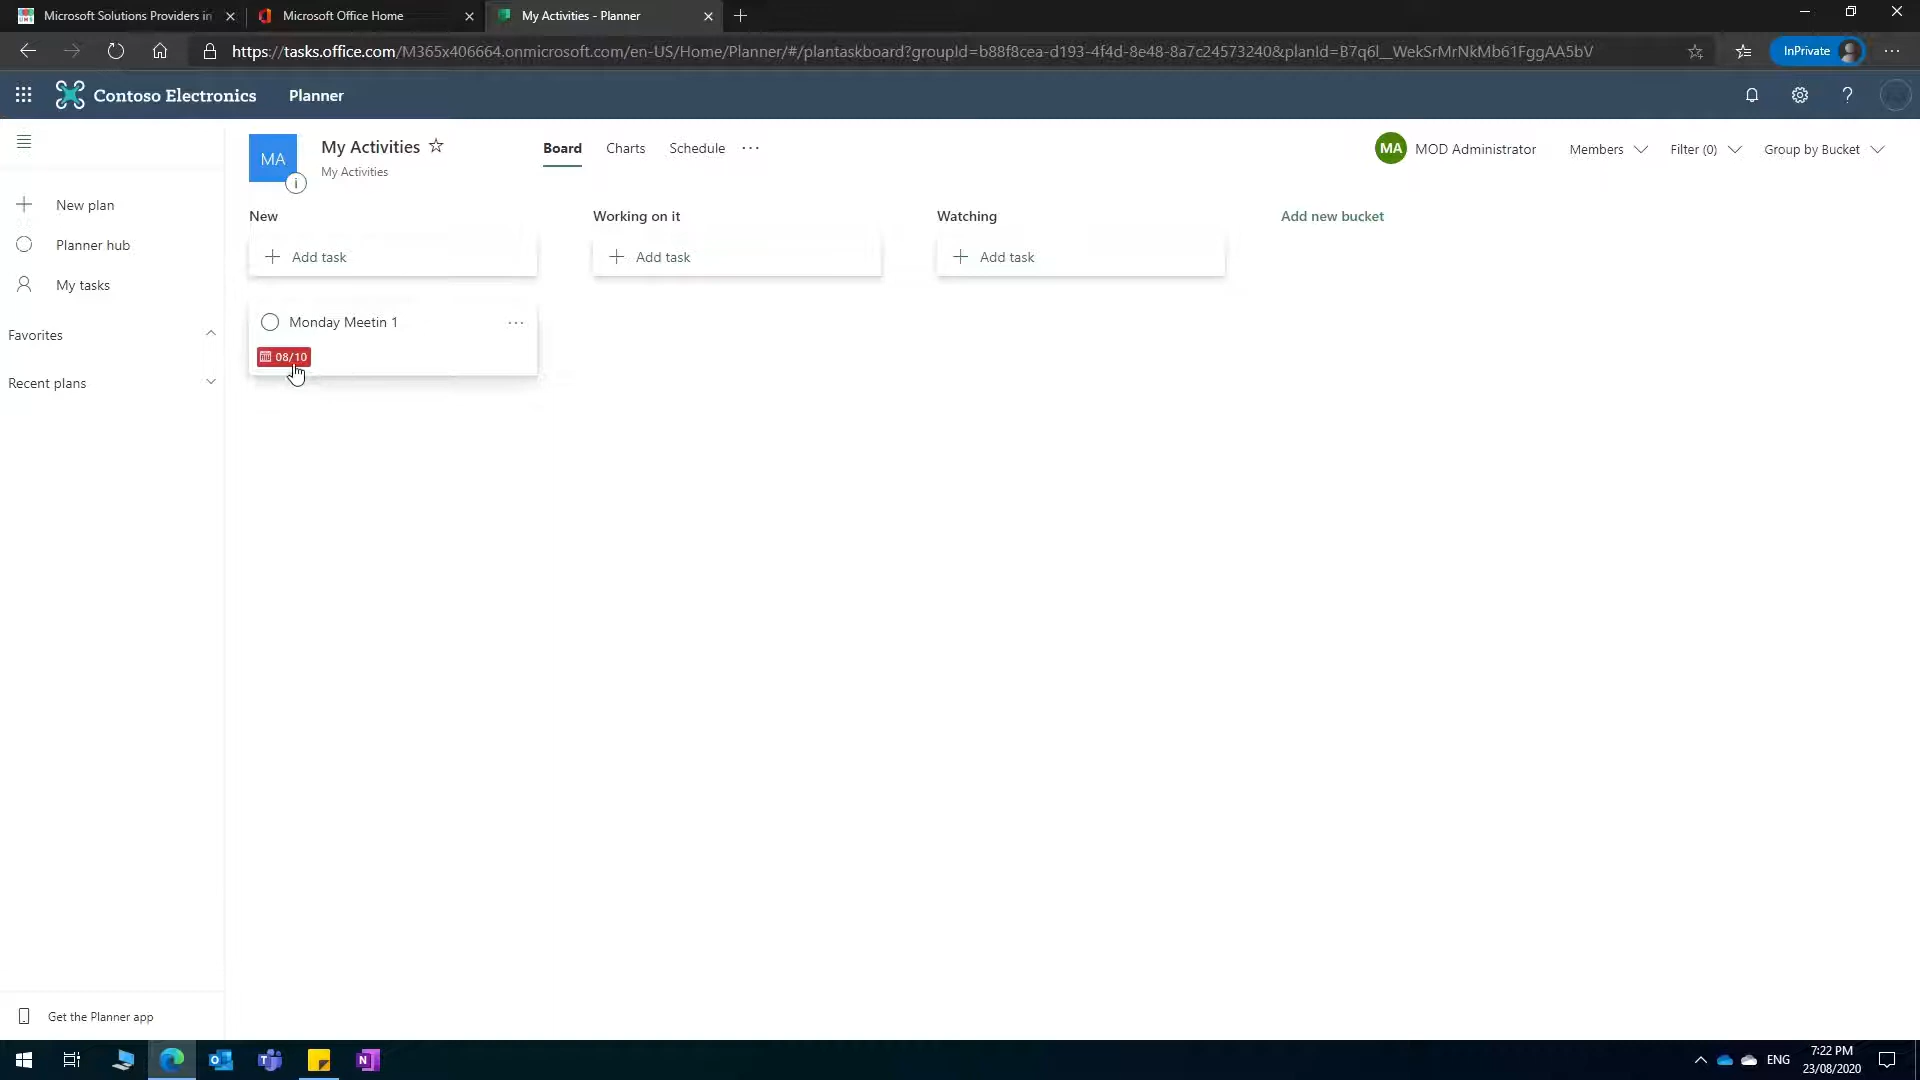 Microsoft Solutions Providers in
Microsoft Office Home
My Activities - Planner
https://tasks.office.com/M365x406664.onmicrosoft.com/en-US/Home/Planner/#/plantaskboard?groupId=b88f8cea-d193-4f4d-8e48-8a7c24573240&planId=B7q6l__WekSrMrNkMb61FggAA5bV
InPrivate
Contoso Electronics
Planner
MA
My Activities
My Activities
Board
Charts
Schedule
MA
MOD Administrator
Members
Filter (0)
Group by Bucket
New plan
Planner hub
My tasks
Favorites
Recent plans
New
Working on it
Watching
Add new bucket
Add task
Add task
Add task
Monday Meetin 1
08/10
Get the Planner app
ENG
7:22 PM
23/08/2020